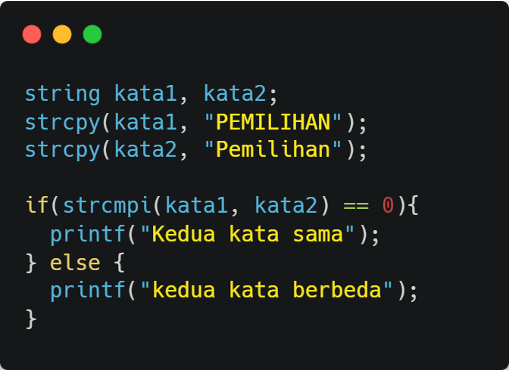 string kata1, kata2;
strcpy(kata1, "PEMILIHAN");
strcpy(kata2, "Pemilihan");

if(strcmpi(kata1, kata2) == 0){
  printf("Kedua kata sama");
} else {
  printf("kedua kata berbeda");
}